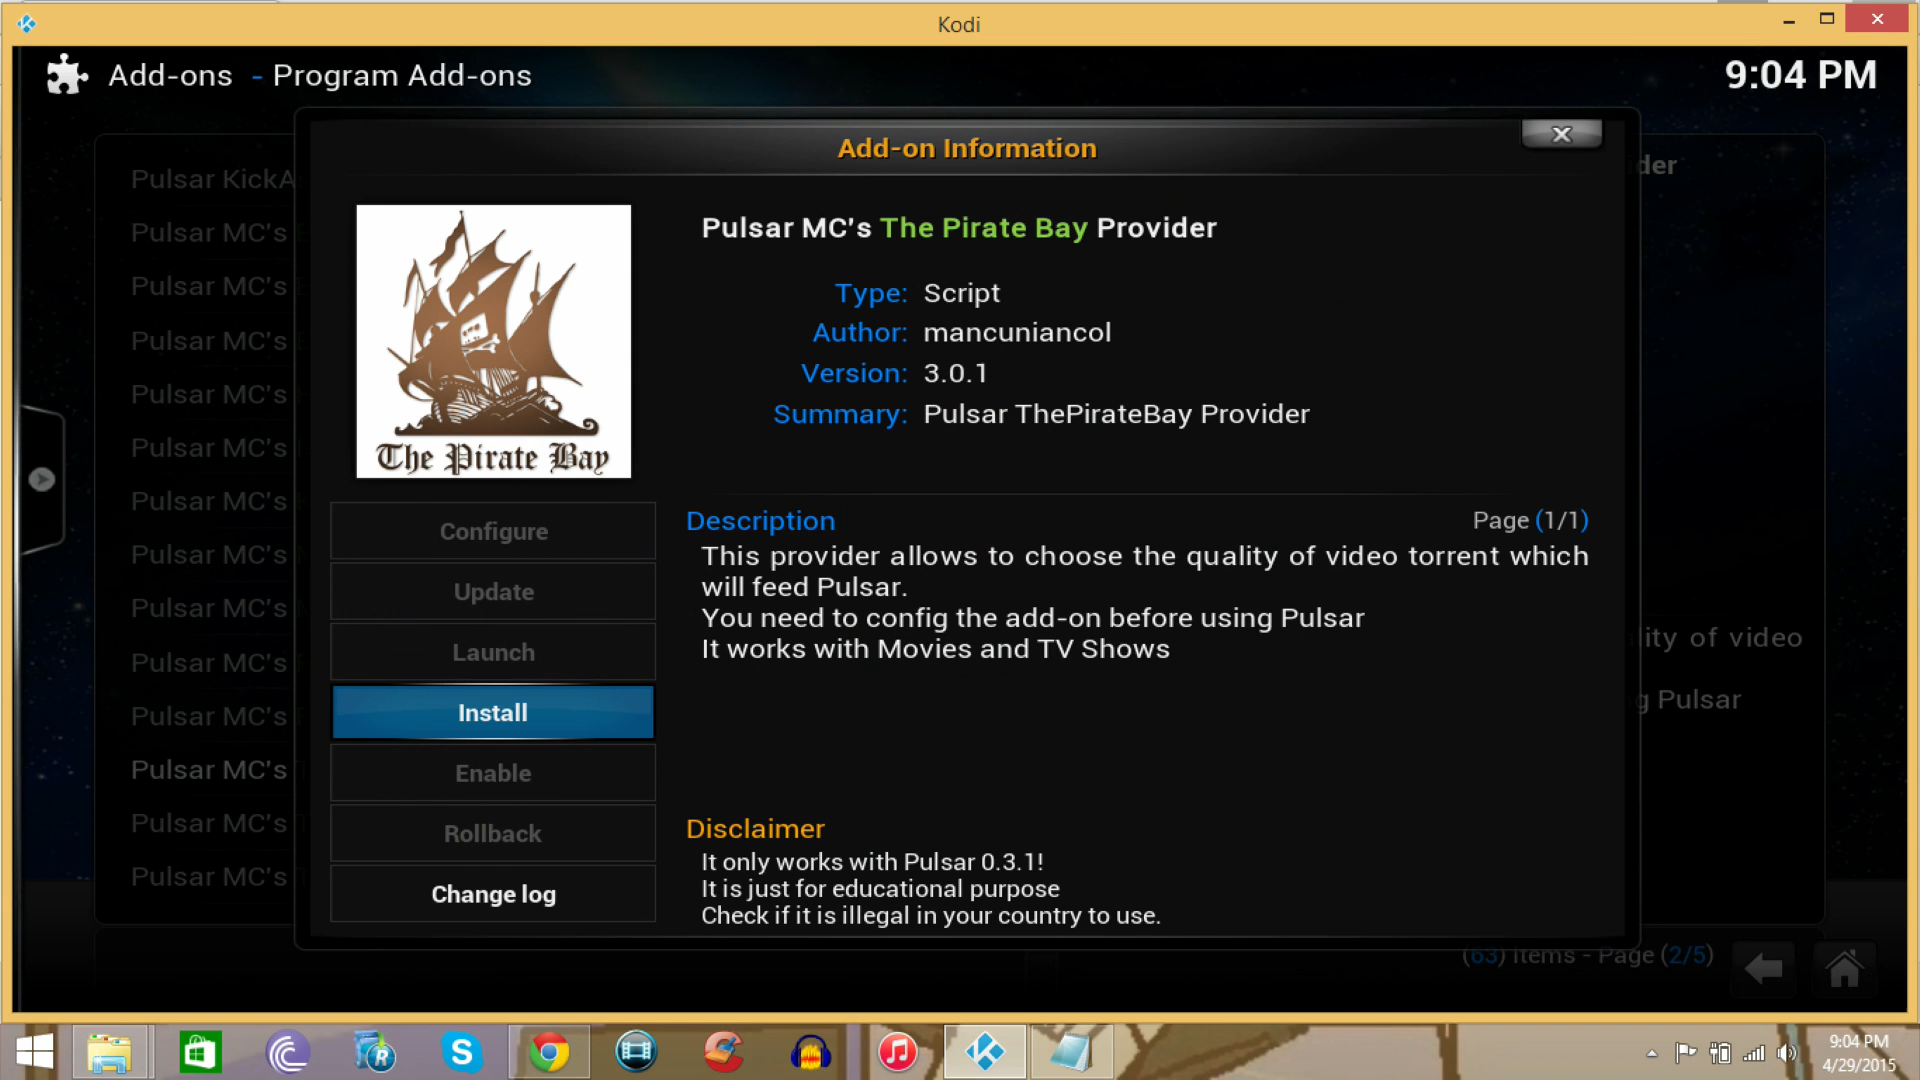 Kodi
Add-ons - Program Add-ons
9:04 PM
Add-on Information
Pulsar KickA
Pulsar MC's
Pulsar MC's
Pulsar MC's
Pulsar MC's
Pulsar MC's
Pulsar MC's
Pulsar MC's
Pulsar MC's
Pulsar MC's
Pulsar MC's
Pulsar MC's
Pulsar MC's
Pulsar MC's
The Pirate Bay
Pulsar MC's The Pirate Bay Provider
Type: Script
Author: mancuniancol
Version: 3.0.1
Summary: Pulsar ThePirateBay Provider
Configure
Update
Launch
Install
Enable
Rollback
Change log
Description
Page (1/1)
This provider allows to choose the quality of video torrent which
will feed Pulsar.
You need to config the add-on before using Pulsar
It works with Movies and TV Shows
Disclaimer
It only works with Pulsar 0.3.1!
It is just for educational purpose
Check if it is illegal in your country to use.
der
lity of video
g Pulsar
(63) Items - Page (2/5)
9:04 PM
4/29/2015